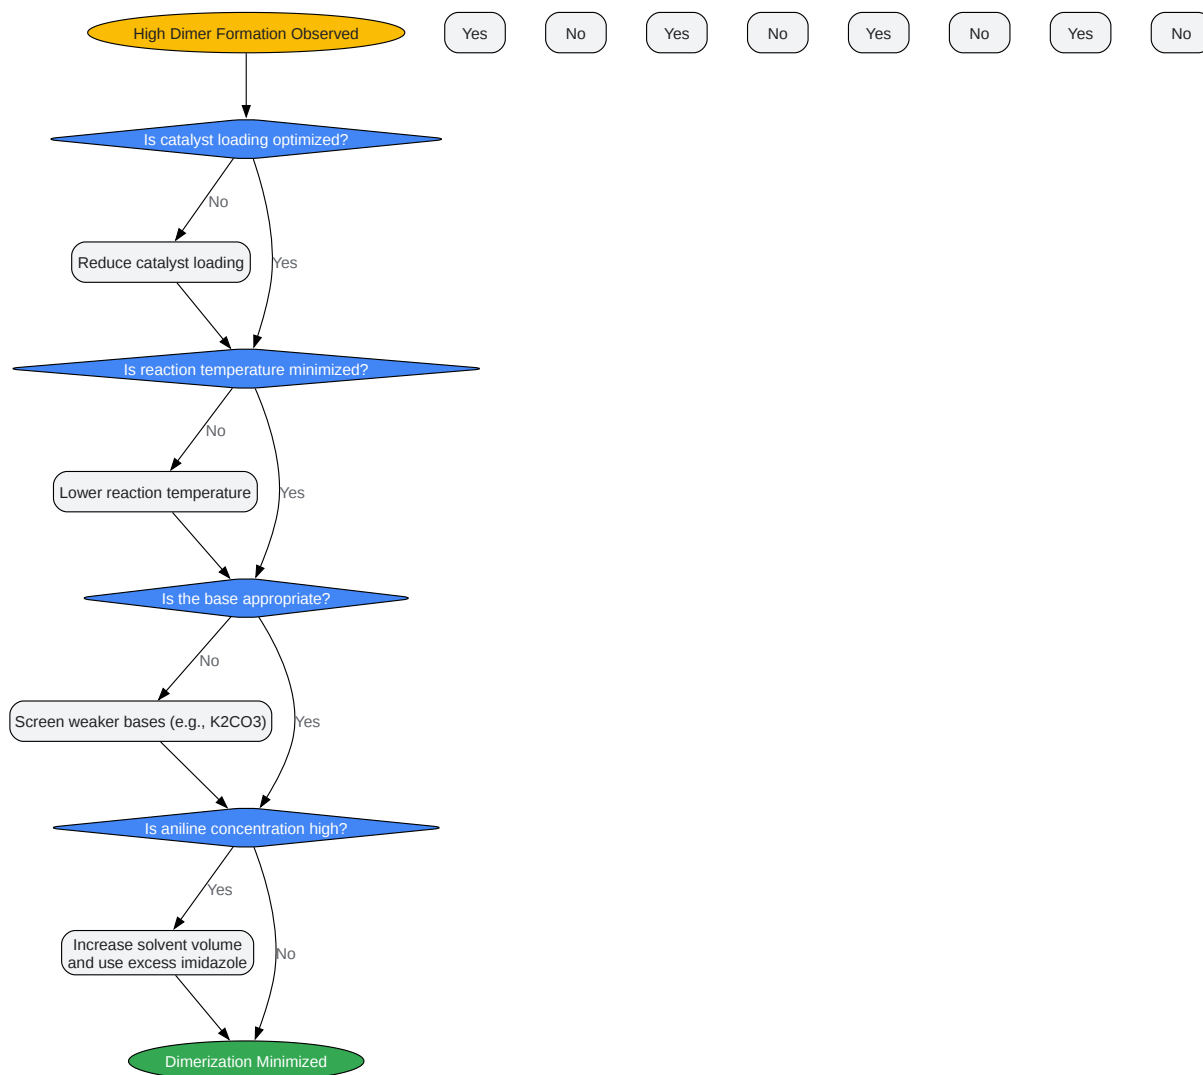 High Dimer Formation Observed
Yes
No
Yes
No
Yes
No
Yes
No
Is catalyst loading optimized?
No
Reduce catalyst loading
Yes
Is reaction temperature minimized?
No
Lower reaction temperature
Yes
Is the base appropriate?
No
Screen weaker bases (e.g., K2CO3)
Yes
Is aniline concentration high?
Yes
Increase solvent volume
and use excess imidazole
No
Dimerization Minimized